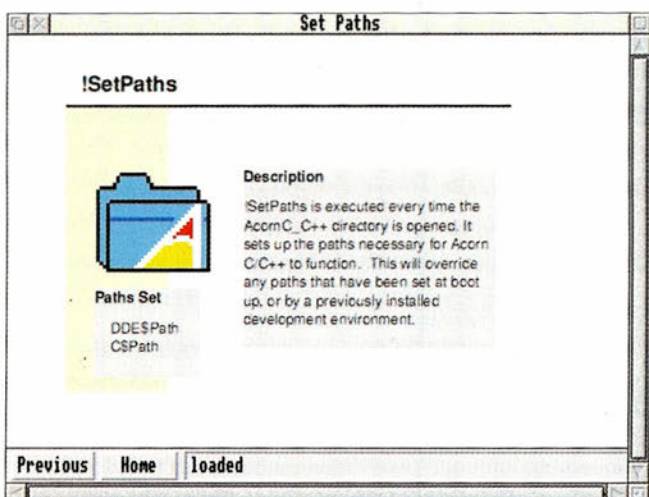 Set Paths
!SetPaths
Description
!SetPaths is executed every time the
AcornC_C++ directory is opened. It
sets up the paths necessary for Acorn
C/C++ to function. This will override
any paths that have been set at boot
up, or by a previously installed
development environment.
Paths Set
DDE$Path
C$Path
Previous
Home
loaded